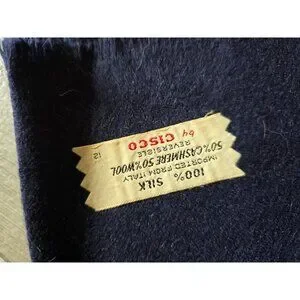 100% SILK
IMPORTED FROM ITALY
50% CASHMERE 50% WOOL
REVERSIBLE
by CISCO
12